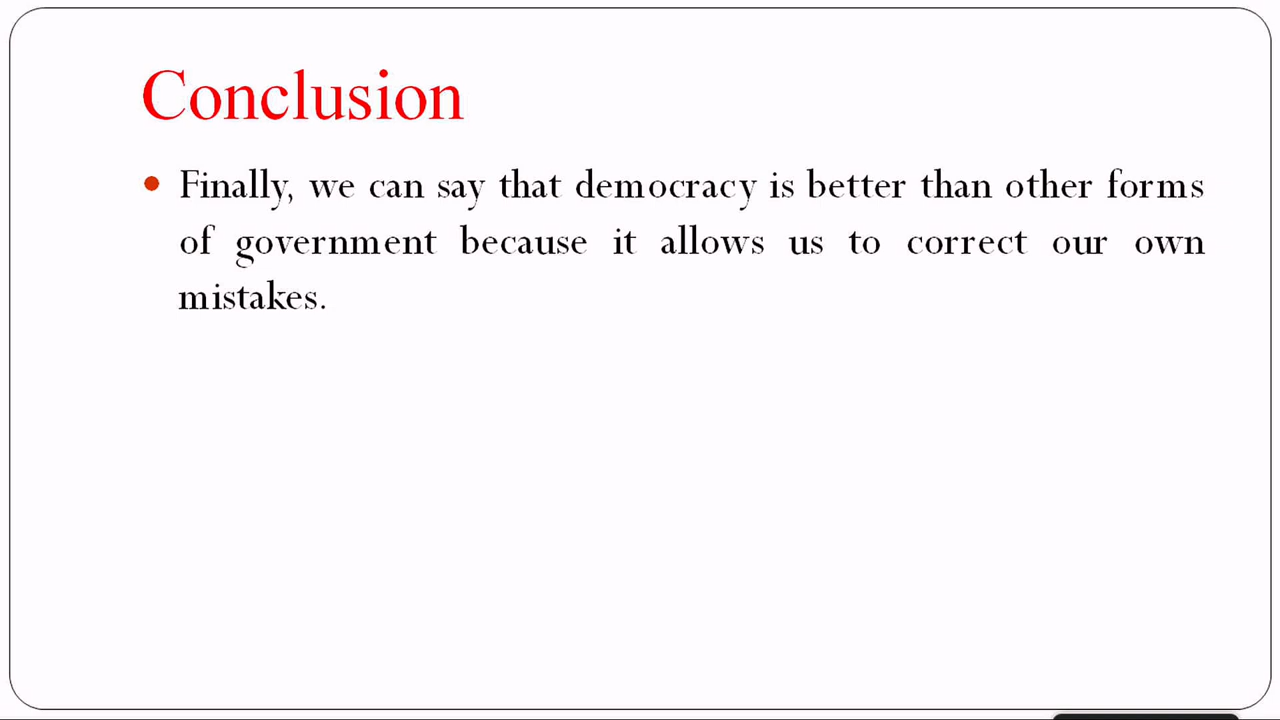 Conclusion
• Finally, we can say that democracy is better than other forms
of government because it allows us to correct our own
mistakes.